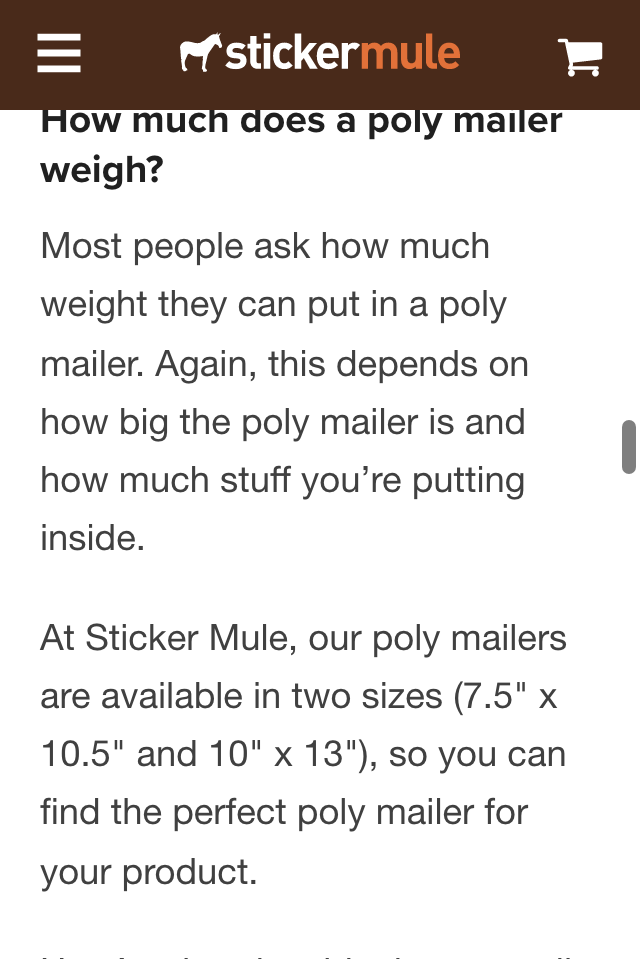 stickermule
How much does a poly mailer
weigh?
Most people ask how much
weight they can put in a poly
mailer. Again, this depends on
how big the poly mailer is and
how much stuff you’re putting
inside.
At Sticker Mule, our poly mailers
are available in two sizes (7.5" x
10.5" and 10" x 13"), so you can
find the perfect poly mailer for
your product.